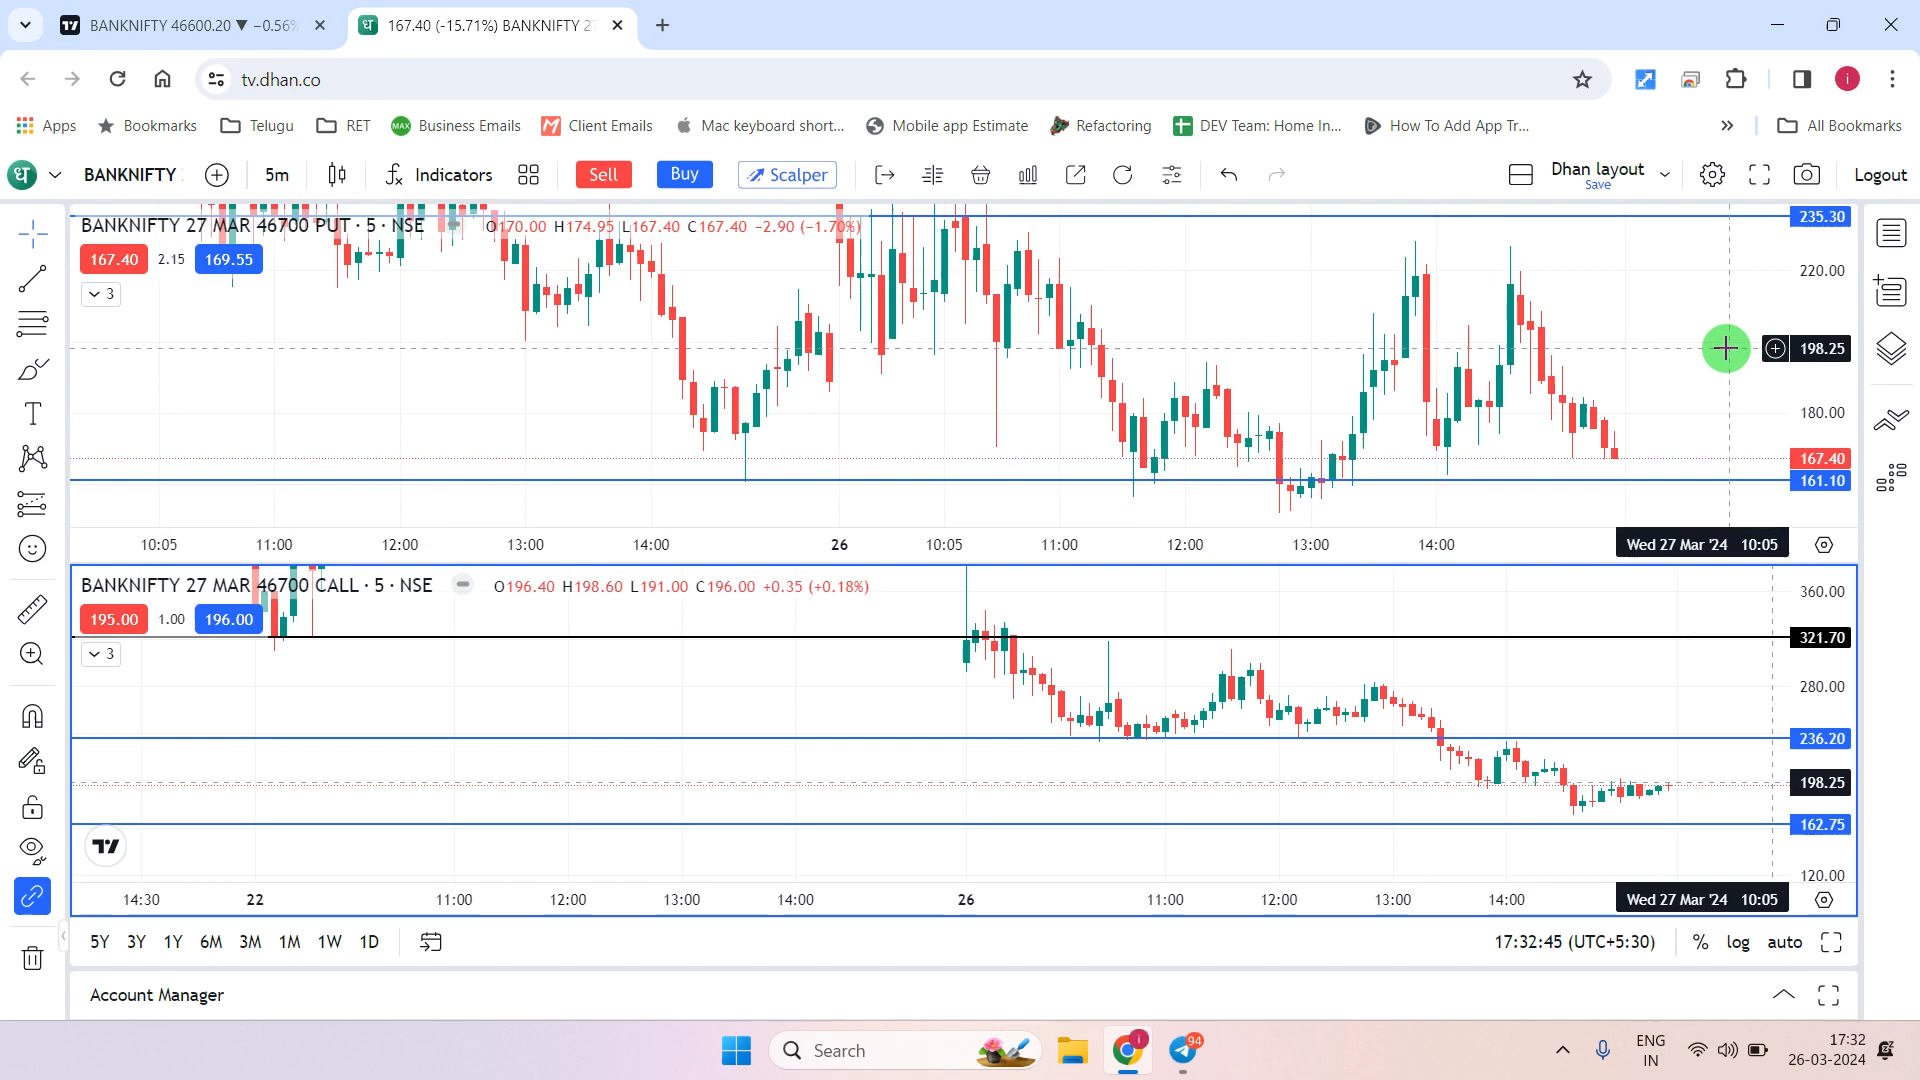 BANKNIFTY 46600.20 ▼ −0.56%
167.40 (-15.71%) BANKNIFTY 27
tv.dhan.co
i
Apps Bookmarks Telugu RET MAX Business Emails Client Emails Mac keyboard short... Mobile app Estimate Refactoring DEV Team: Home In... How To Add App Tr... » All Bookmarks
BANKNIFTY 5m Indicators Sell Buy Scalper Dhan layout Save Logout
BANKNIFTY 27 MAR 46700 PUT · 5 · NSE O170.00 H174.95 L167.40 C167.40 −2.90 (−1.70%)
167.40 2.15 169.55
3
235.30
220.00
198.25
180.00
167.40
161.10
10:05 11:00 12:00 13:00 14:00 26 10:05 11:00 12:00 13:00 14:00 Wed 27 Mar '24 10:05
BANKNIFTY 27 MAR 46700 CALL · 5 · NSE O196.40 H198.60 L191.00 C196.00 +0.35 (+0.18%)
195.00 1.00 196.00
3
360.00
321.70
280.00
236.20
198.25
162.75
120.00
14:30 22 11:00 12:00 13:00 14:00 26 11:00 12:00 13:00 14:00 Wed 27 Mar '24 10:05
5Y 3Y 1Y 6M 3M 1M 1W 1D 17:32:45 (UTC+5:30) % log auto
Account Manager
Search 94 ENG IN 17:32 26-03-2024